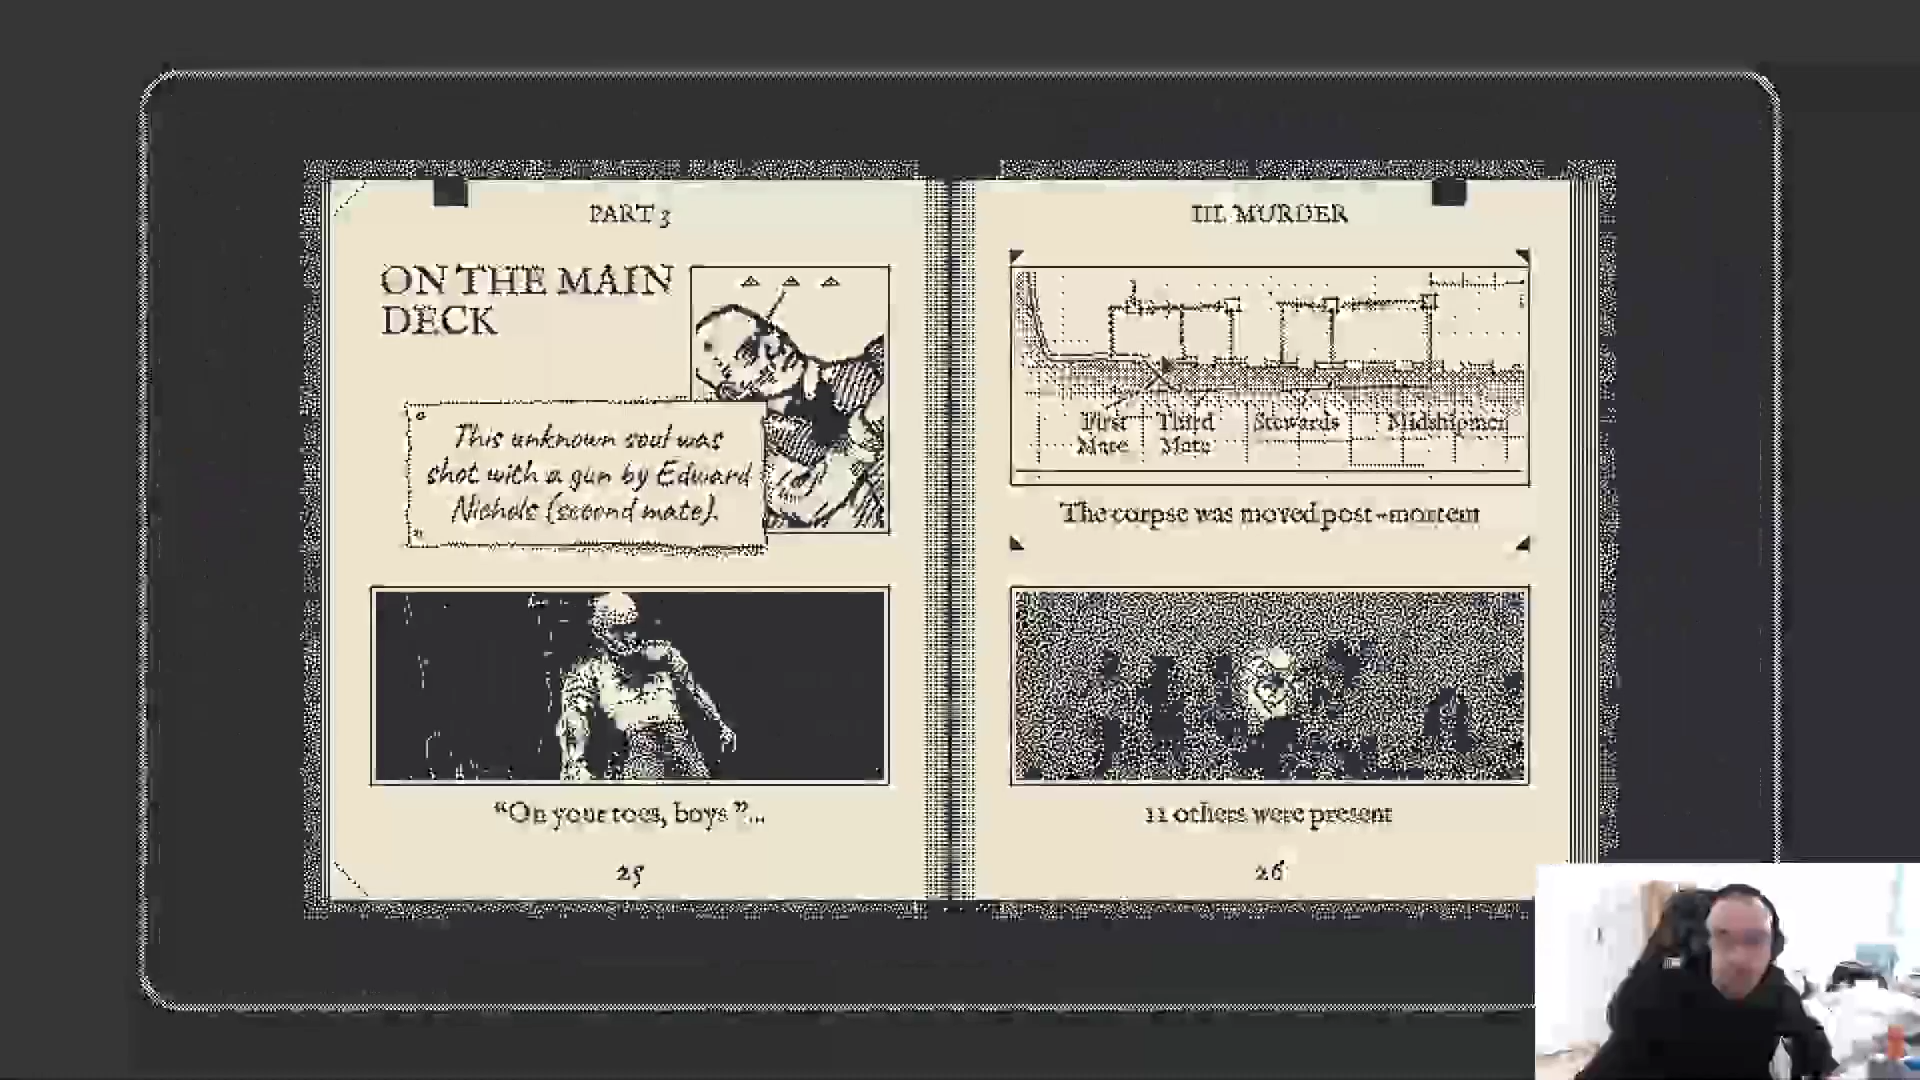 PART 3
ON THE MAIN
DECK
This unknown soul was
shot with a gun by Edward
Nichols (second mate).
"On your toes, boys"...
25
III. MURDER
First
Mate
Third
Mate
Stewards
Midshipmen
The corpse was moved post-mortem
11 others were present
26